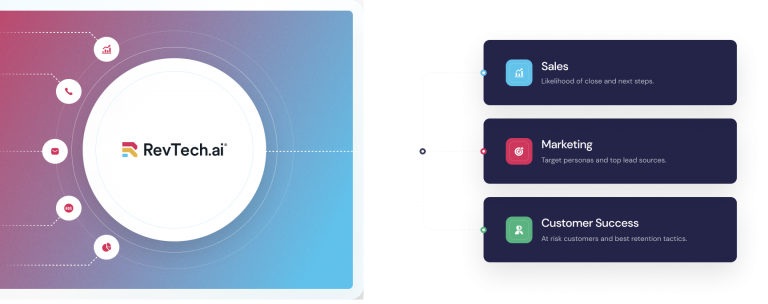 RevTech.ai
Sales
Likelihood of close and next steps.
Marketing
Target personas and top lead sources.
Customer Success
At risk customers and best retention tactics.